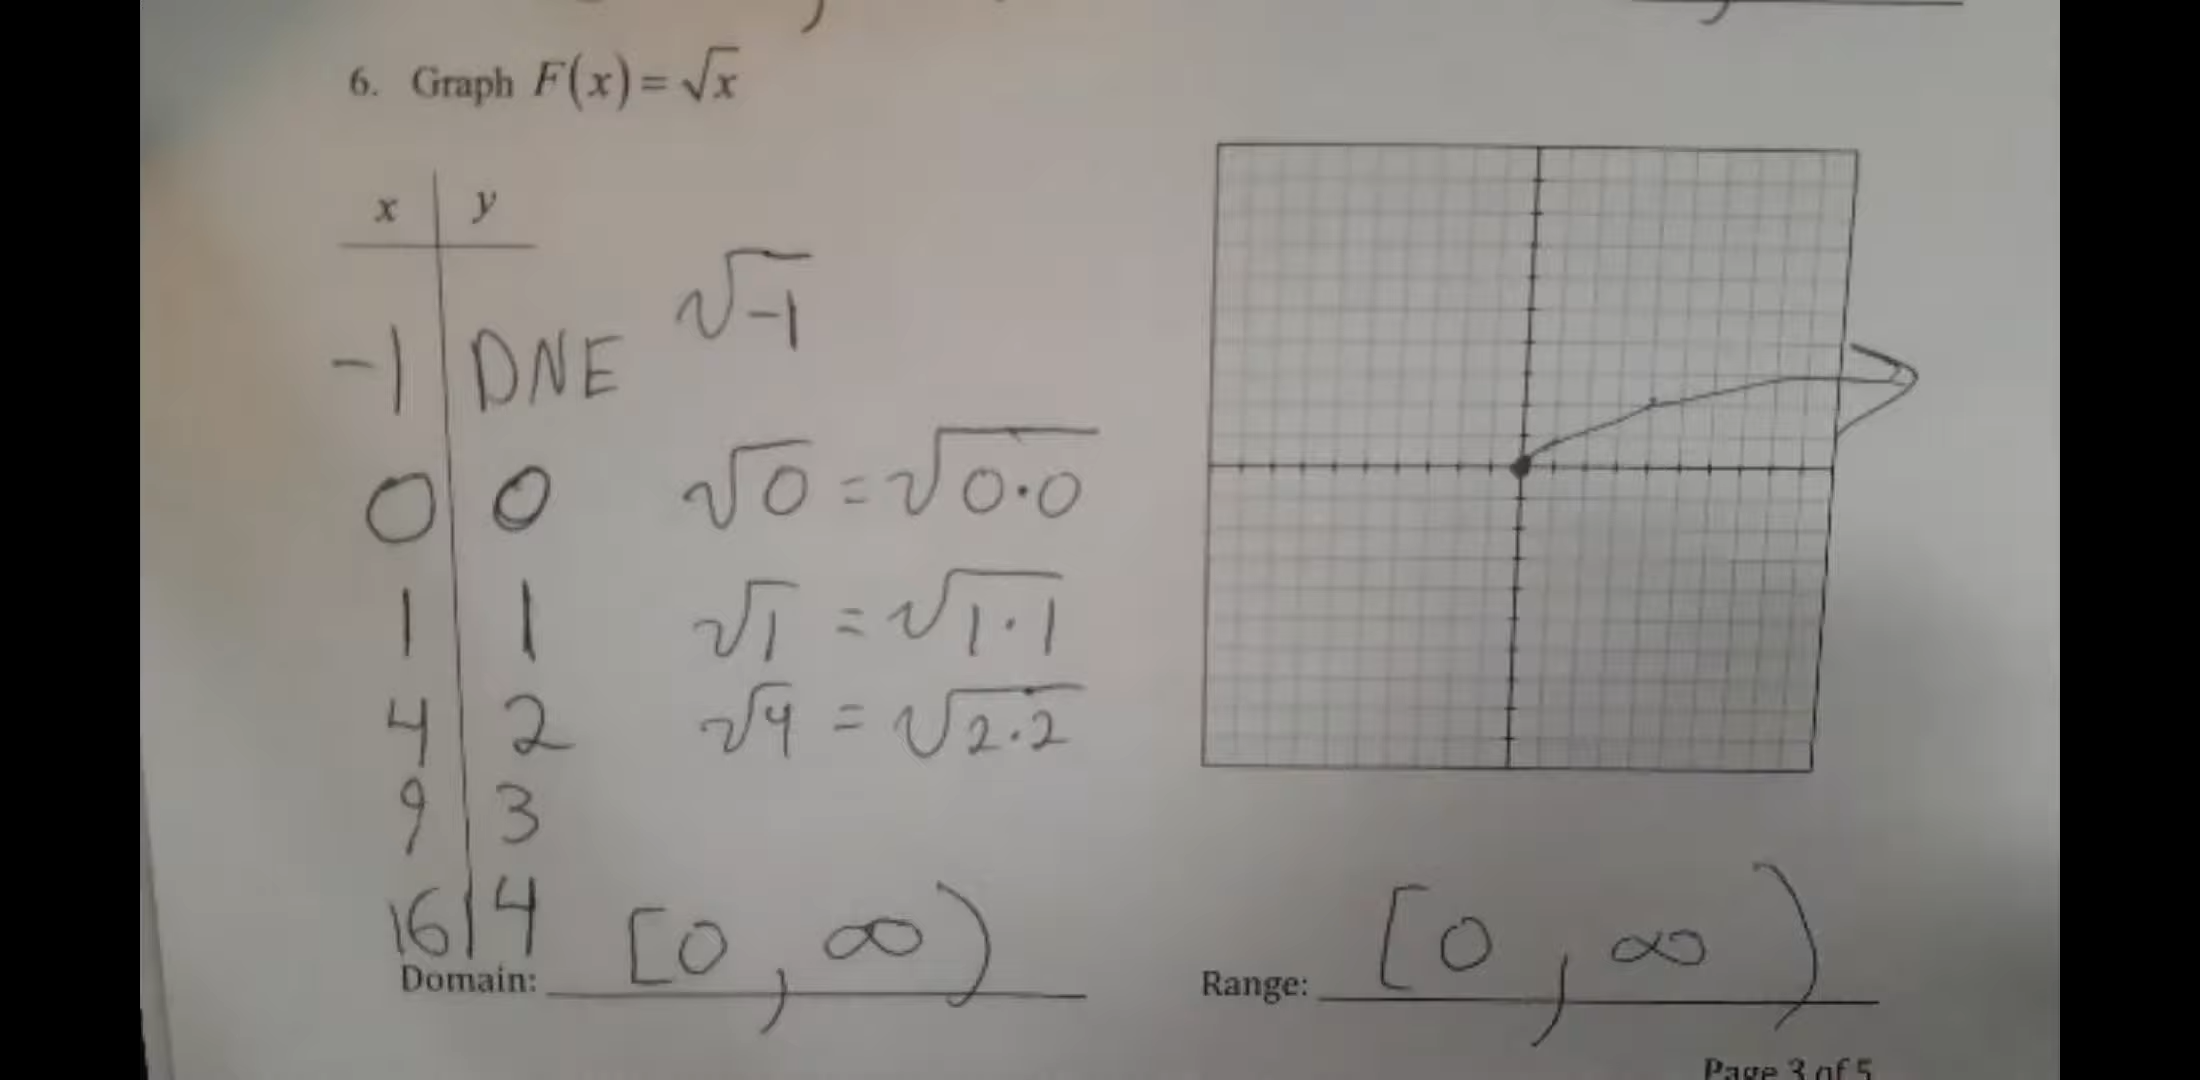 6. Graph F(x) = √x
x y
-1 DNE √-1
0 0 √0 = √0·0
1 1 √1 = √1·1
4 2 √4 = √2·2
9 3
16 4
Domain: [0, ∞)
Range: [0, ∞)
Page 3 of 5